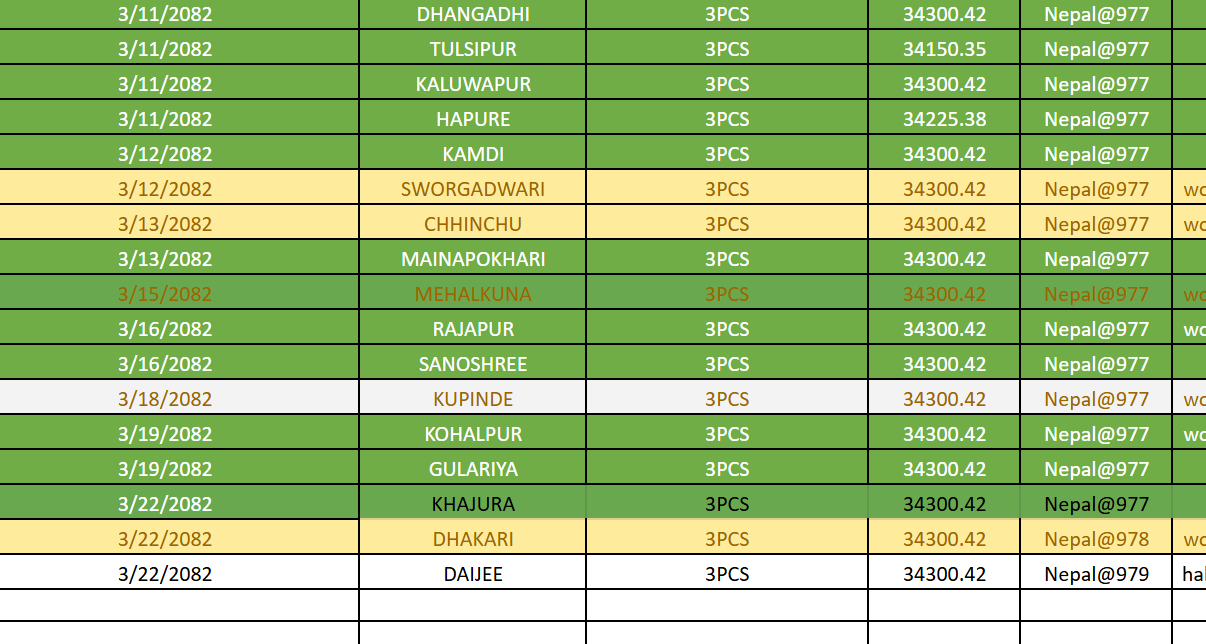 3/11/2082 DHANGADHI 3PCS 34300.42 Nepal@977
3/11/2082 TULSIPUR 3PCS 34150.35 Nepal@977
3/11/2082 KALUWAPUR 3PCS 34300.42 Nepal@977
3/11/2082 HAPURE 3PCS 34225.38 Nepal@977
3/12/2082 KAMDI 3PCS 34300.42 Nepal@977
3/12/2082 SWORGADWARI 3PCS 34300.42 Nepal@977
3/13/2082 CHHINCHU 3PCS 34300.42 Nepal@977
3/13/2082 MAINAPOKHARI 3PCS 34300.42 Nepal@977
3/15/2082 MEHALKUNA 3PCS 34300.42 Nepal@977
3/16/2082 RAJAPUR 3PCS 34300.42 Nepal@977
3/16/2082 SANOSHREE 3PCS 34300.42 Nepal@977
3/18/2082 KUPINDE 3PCS 34300.42 Nepal@977
3/19/2082 KOHALPUR 3PCS 34300.42 Nepal@977
3/19/2082 GULARIYA 3PCS 34300.42 Nepal@977
3/22/2082 KHAJURA 3PCS 34300.42 Nepal@977
3/22/2082 DHAKARI 3PCS 34300.42 Nepal@978
3/22/2082 DAIJEE 3PCS 34300.42 Nepal@979